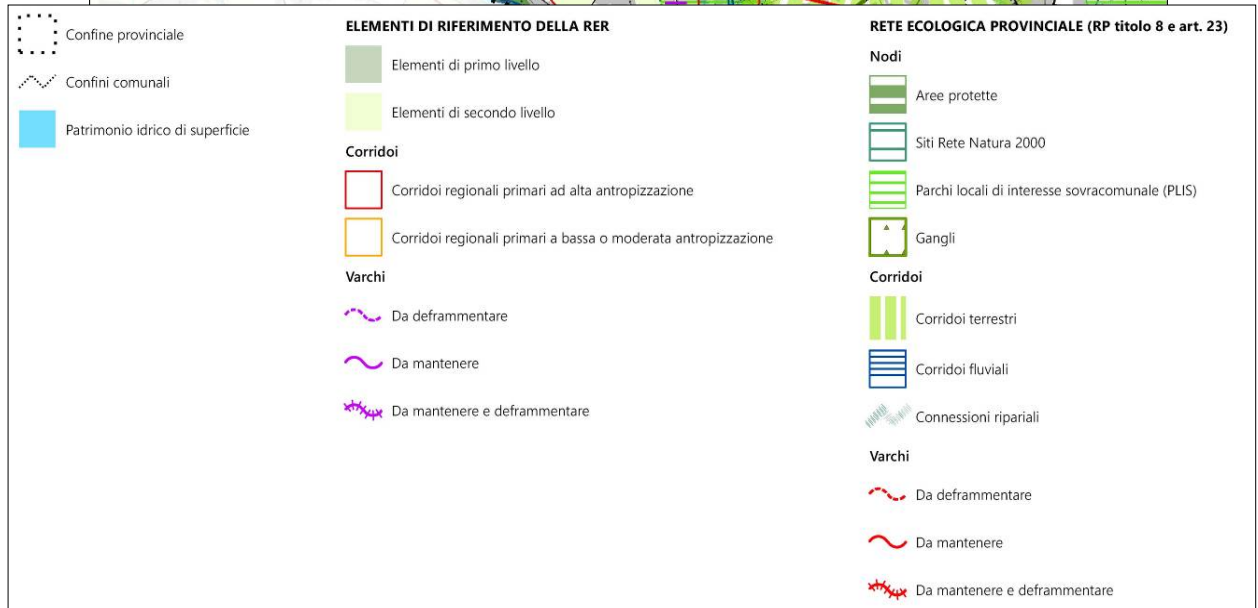 Confine provinciale
Confini comunali
Patrimonio idrico di superficie
ELEMENTI DI RIFERIMENTO DELLA RER
Elementi di primo livello
Elementi di secondo livello
Corridoi
Corridoi regionali primari ad alta antropizzazione
Corridoi regionali primari a bassa o moderata antropizzazione
Varchi
Da deframmentare
Da mantenere
Da mantenere e deframmentare
RETE ECOLOGICA PROVINCIALE (RP titolo 8 e art. 23)
Nodi
Aree protette
Siti Rete Natura 2000
Parchi locali di interesse sovracomunale (PLIS)
Gangli
Corridoi
Corridoi terrestri
Corridoi fluviali
Connessioni ripariali
Varchi
Da deframmentare
Da mantenere
Da mantenere e deframmentare